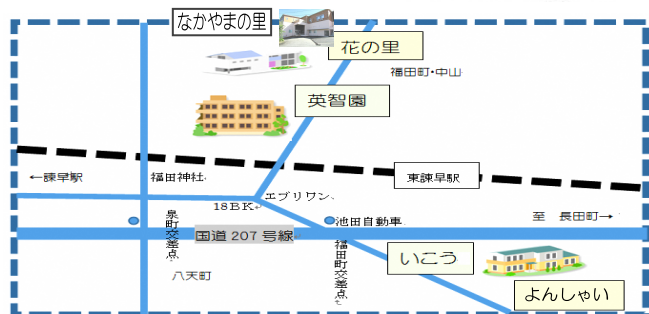 なかやまの里
花の里
福田町・中山
英智園
←諫早駅
福田神社
東諫早駅
エブリワン
18BK
泉町交差点
池田自動車
至 長田町→
国道207号線
福田町交差点
いこう
八天町
よんしゃい